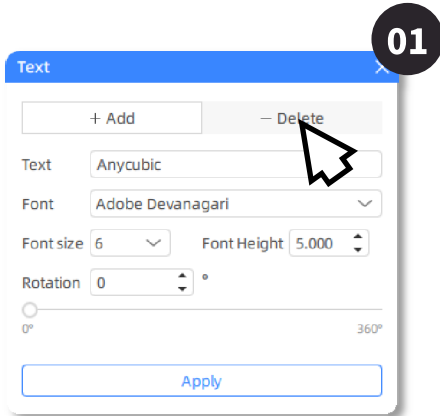 01
Text
+ Add − Delete
Text Anycubic
Font Adobe Devanagari
Font size 6 Font Height 5.000
Rotation 0 °
0° 360°
Apply